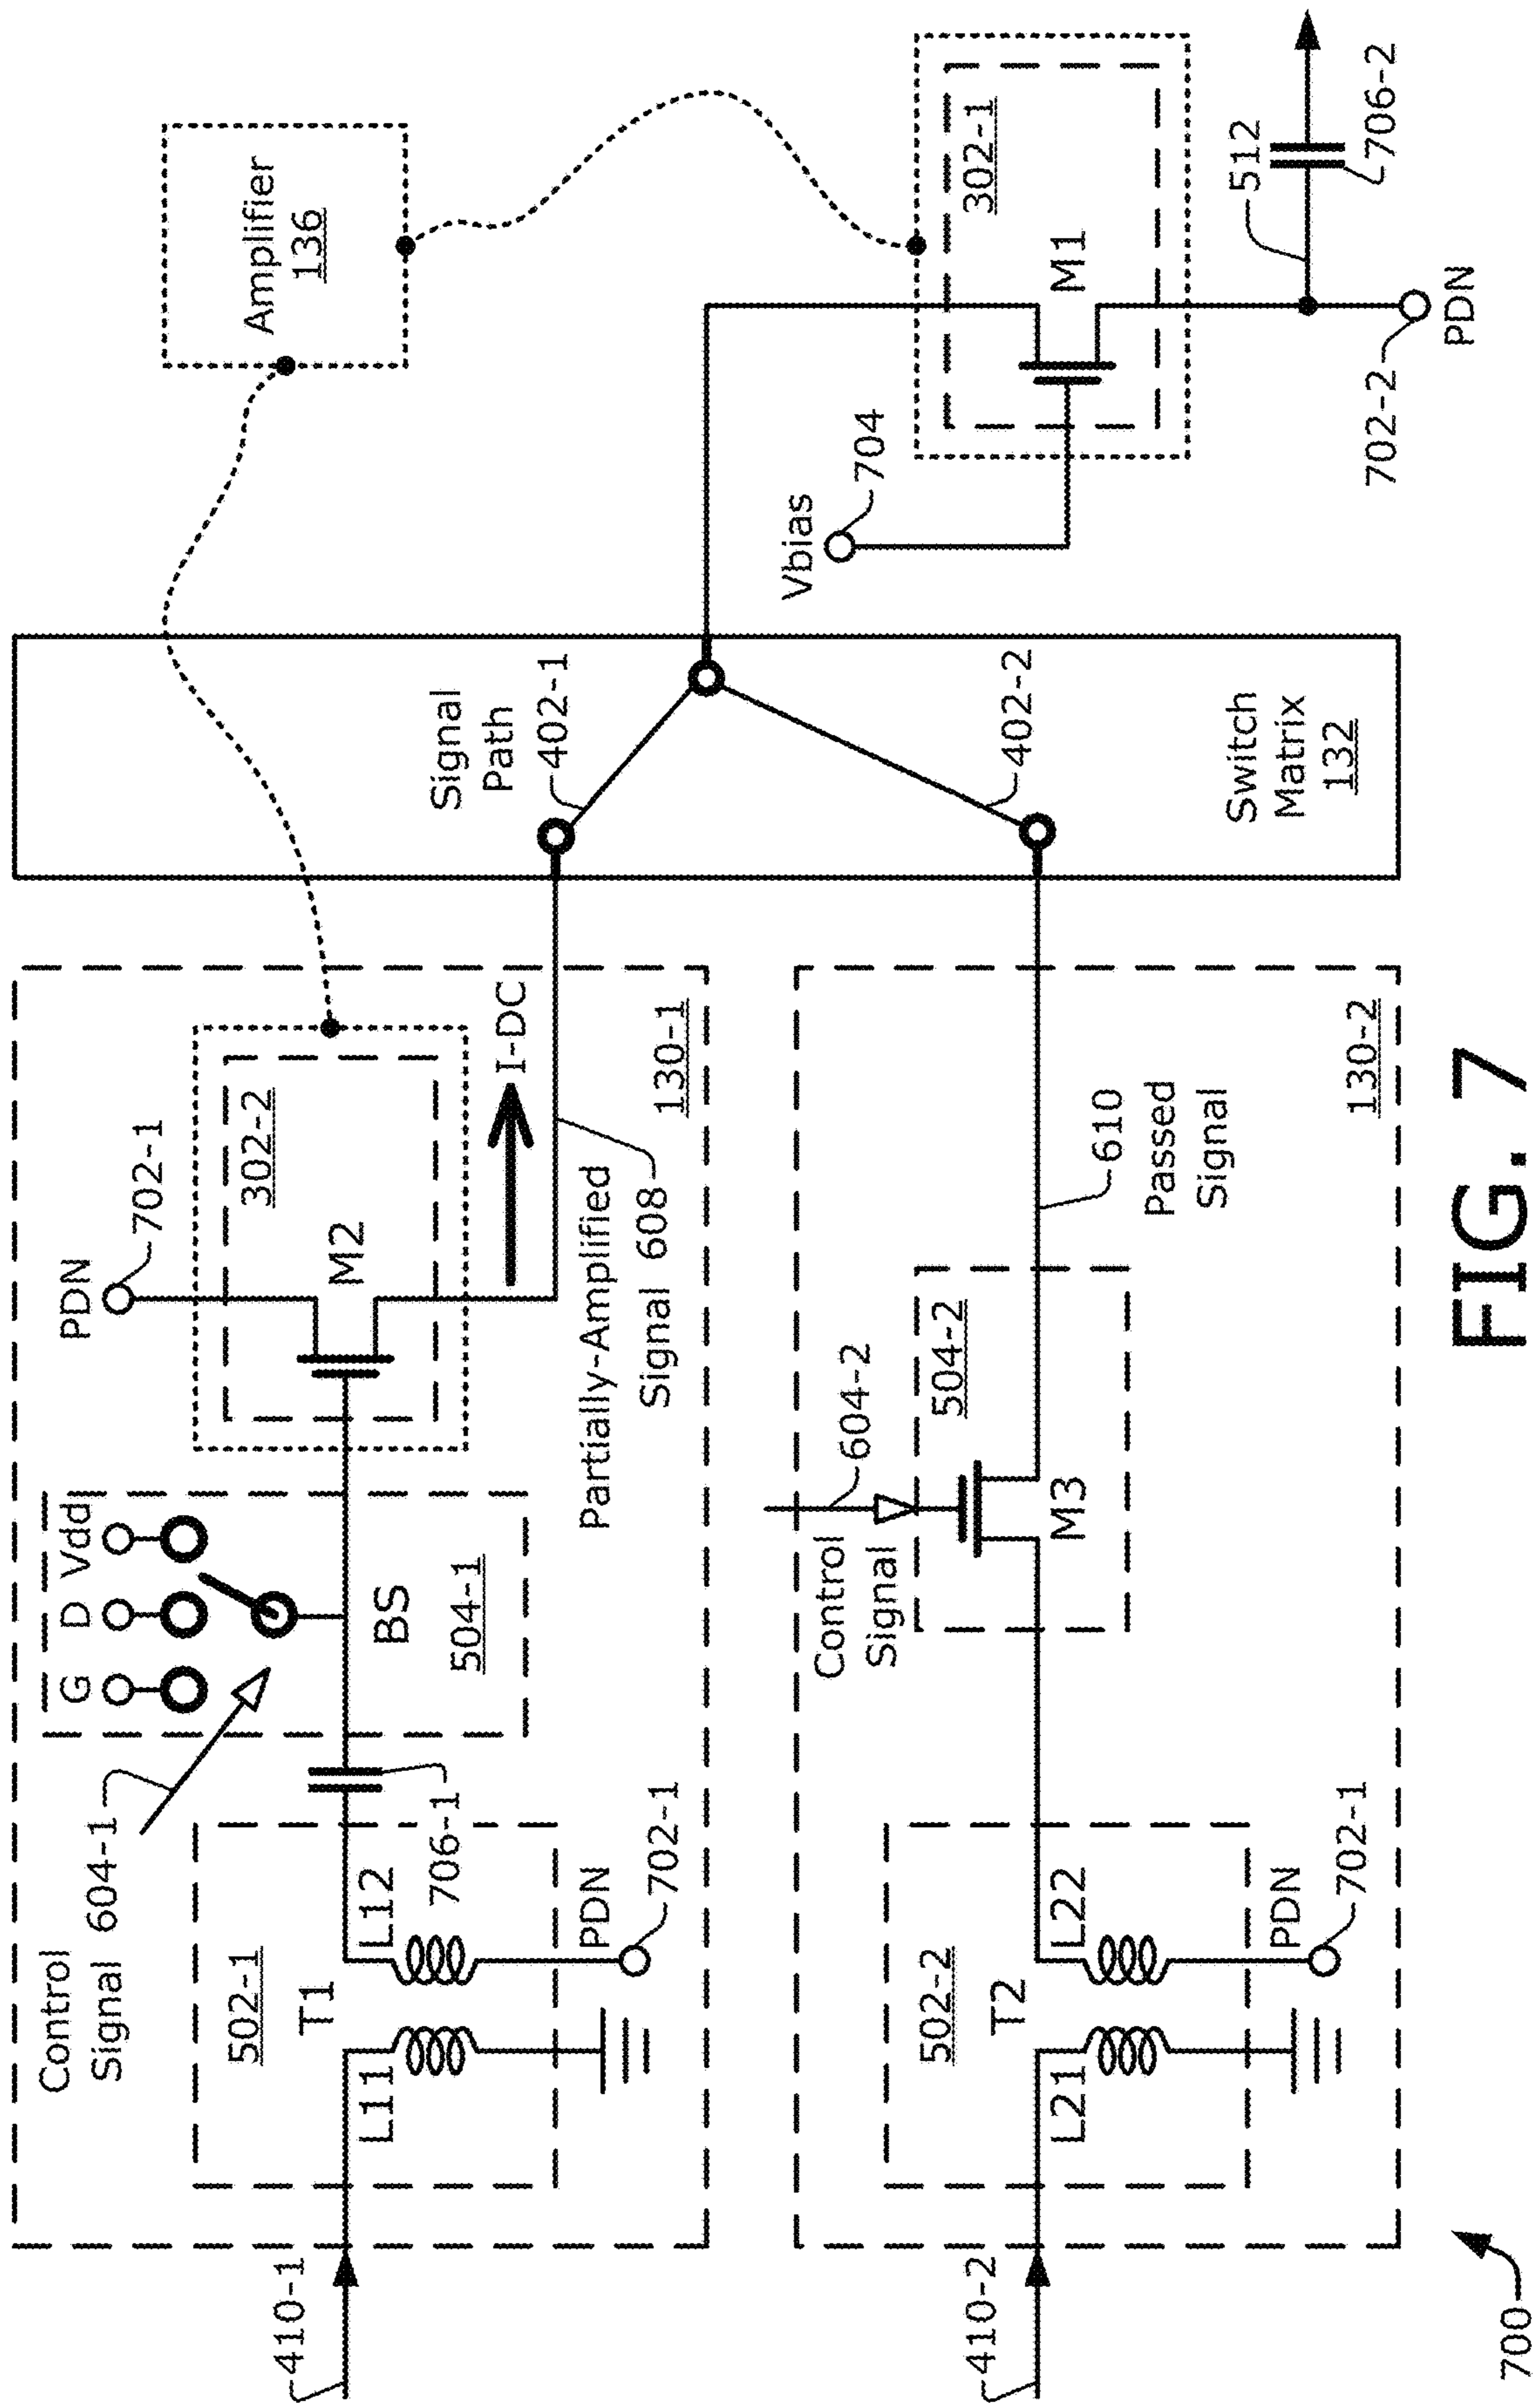 410-1
502-1
T1
L11
L12
706-1
PDN
702-1
Control
Signal 604-1
G D Vdd
BS
504-1
PDN
702-1
302-2
M2
I-DC
Partially-Amplified
Signal 608
130-1
410-2
502-2
T2
L21
L22
PDN
702-1
Control
Signal
604-2
504-2
M3
610
Passed
Signal
130-2
Signal
Path
402-1
402-2
Switch
Matrix
132
Amplifier
136
Vbias
704
302-1
M1
512
706-2
702-2
PDN
700
FIG. 7